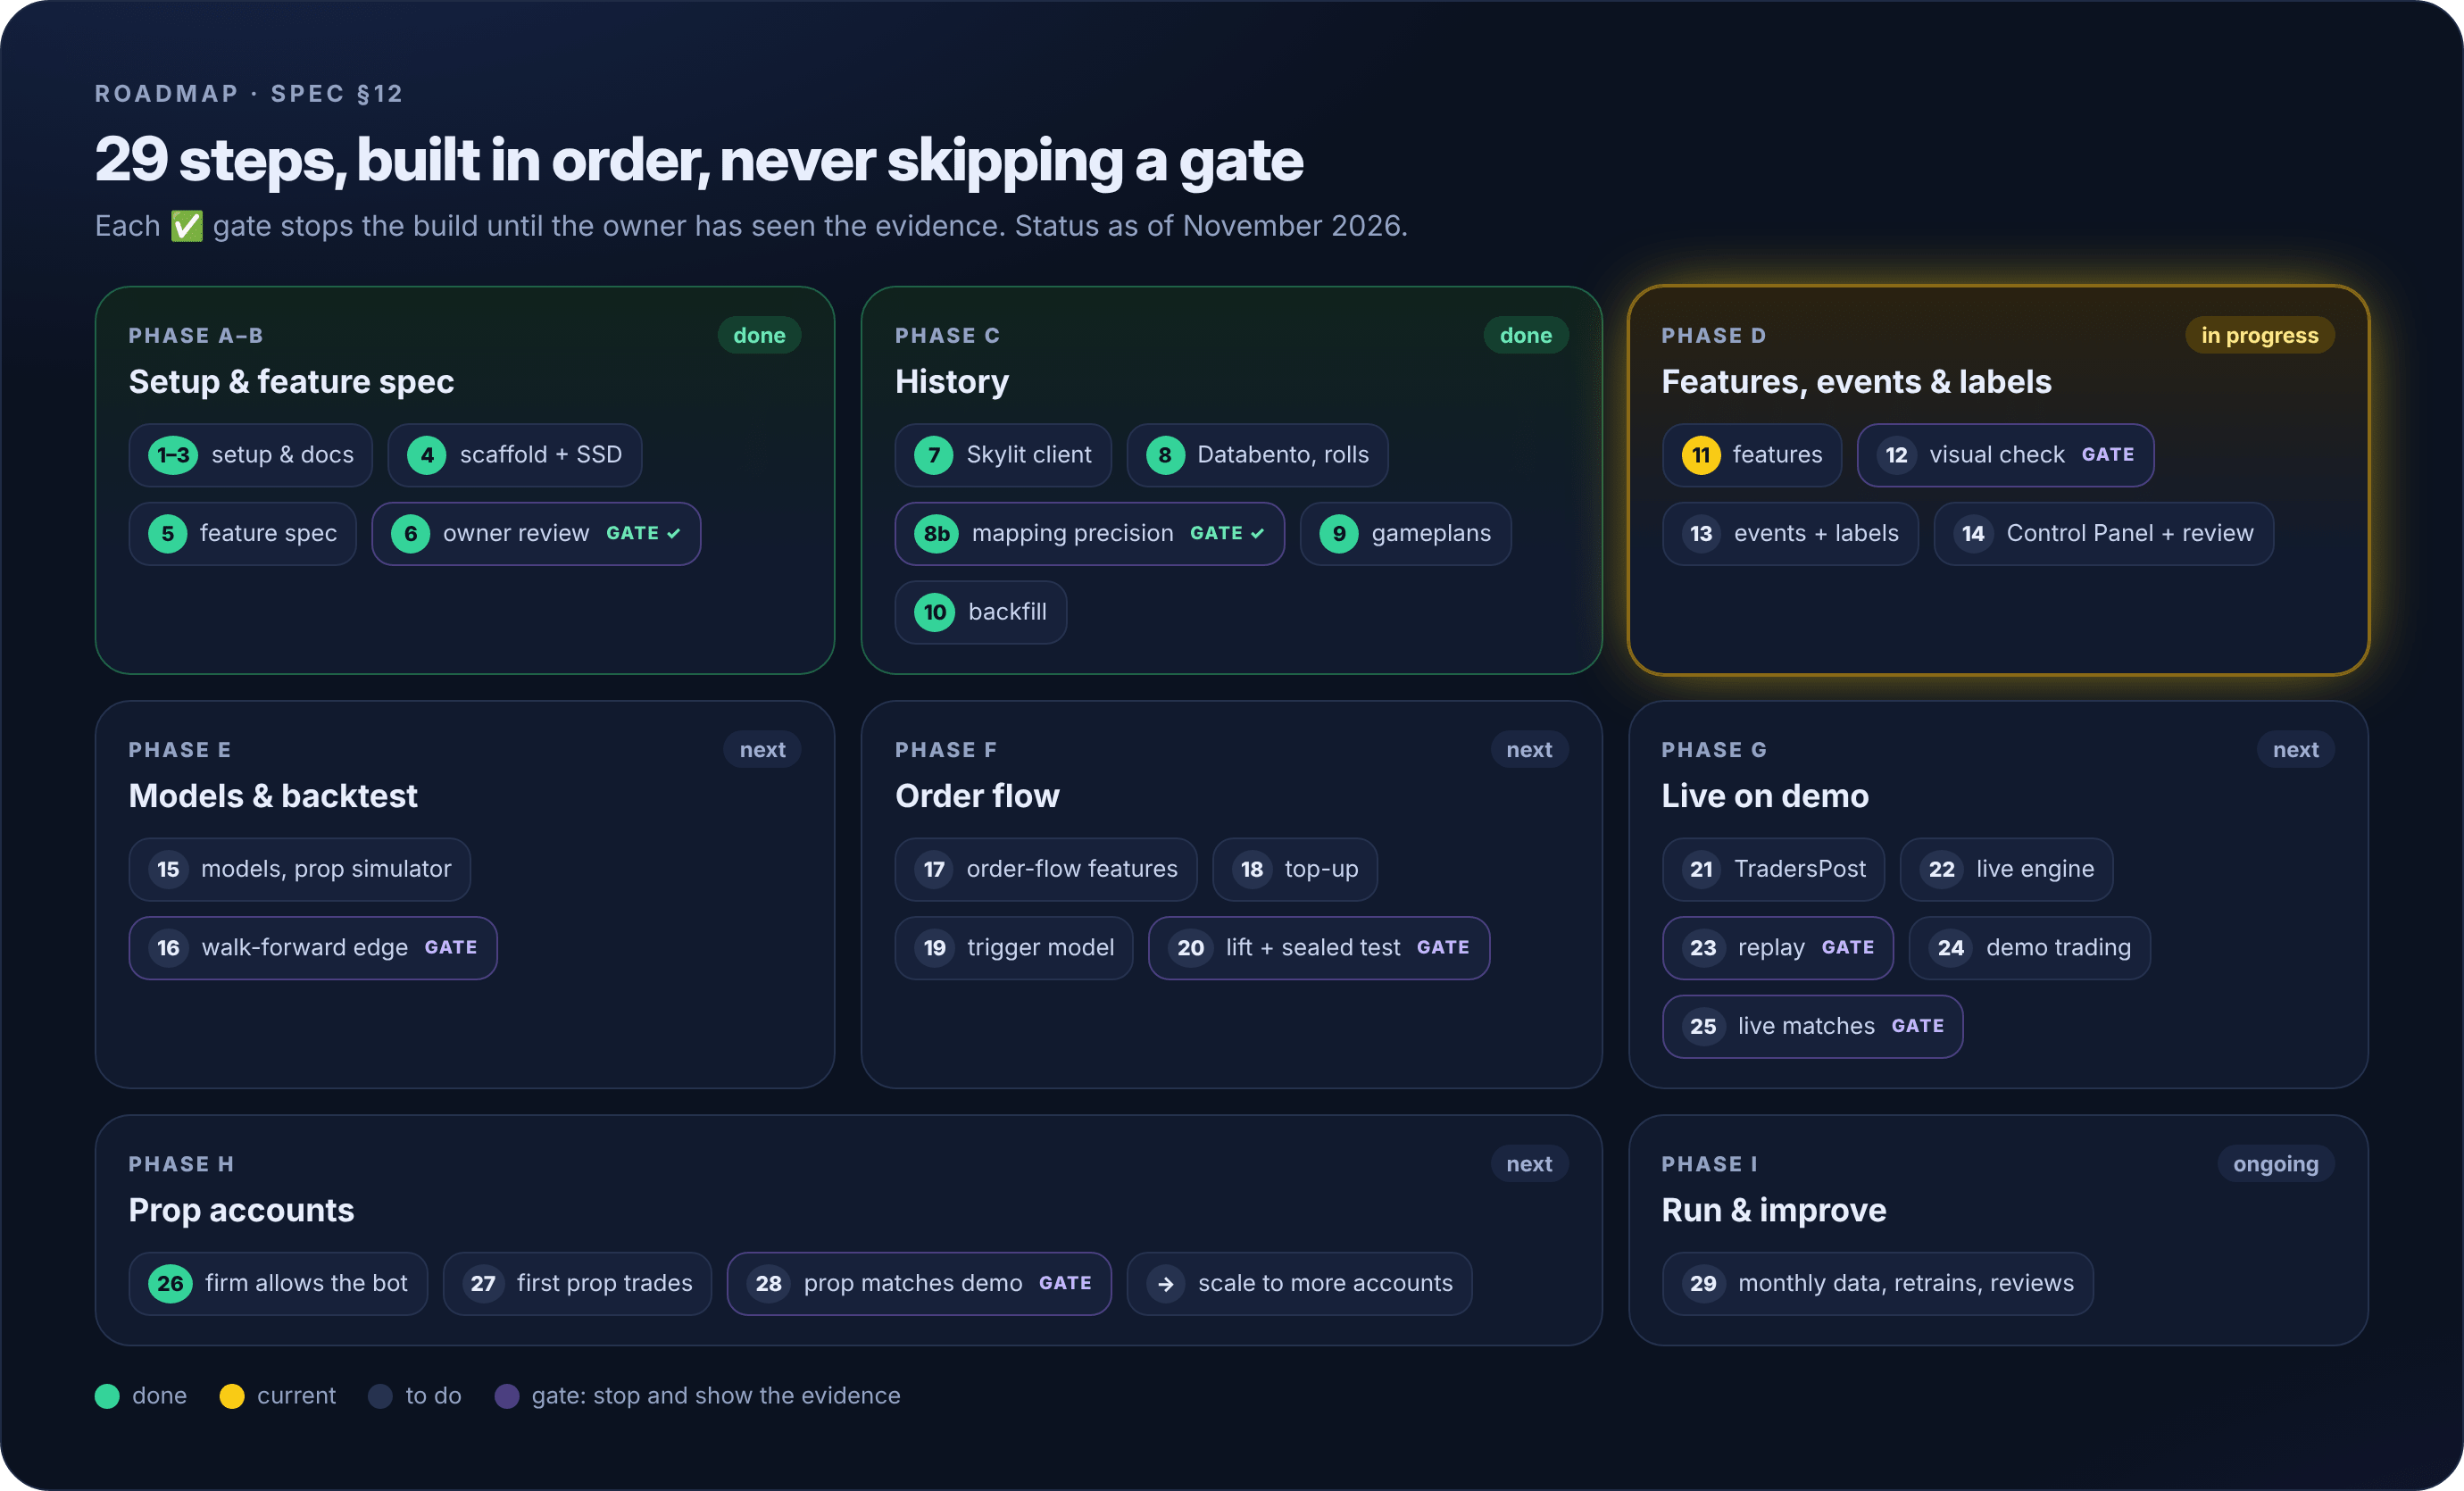 ROADMAP · SPEC §12
29 steps, built in order, never skipping a gate
Each ✅ gate stops the build until the owner has seen the evidence. Status as of November 2026.
PHASE A–B done
Setup & feature spec
1–3 setup & docs 4 scaffold + SSD
5 feature spec 6 owner review GATE ✓
PHASE C done
History
7 Skylit client 8 Databento, rolls
8b mapping precision GATE ✓ 9 gameplans
10 backfill
PHASE D in progress
Features, events & labels
11 features 12 visual check GATE
13 events + labels 14 Control Panel + review
PHASE E next
Models & backtest
15 models, prop simulator
16 walk-forward edge GATE
PHASE F next
Order flow
17 order-flow features 18 top-up
19 trigger model 20 lift + sealed test GATE
PHASE G next
Live on demo
21 TradersPost 22 live engine
23 replay GATE 24 demo trading
25 live matches GATE
PHASE H next
Prop accounts
26 firm allows the bot 27 first prop trades 28 prop matches demo GATE → scale to more accounts
PHASE I ongoing
Run & improve
29 monthly data, retrains, reviews
done current to do gate: stop and show the evidence